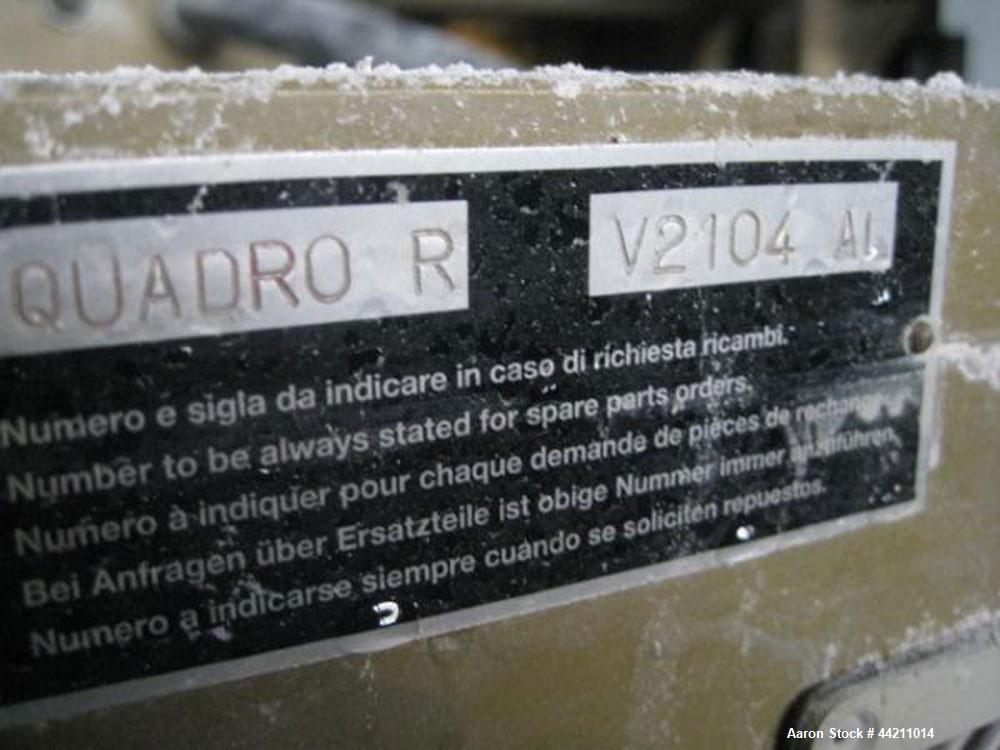 QUADRO R V2104 AL
Numero e sigla da indicare in caso di richiesta ricambi.
Number to be always stated for spare parts orders.
Numero à indiquer pour chaque demande de pièces de rechange.
Bei Anfragen über Ersatzteile ist obige Nummer immer anzuführen.
Numero a indicarse siempre cuando se soliciten repuestos.
Aaron Stock # 44211014